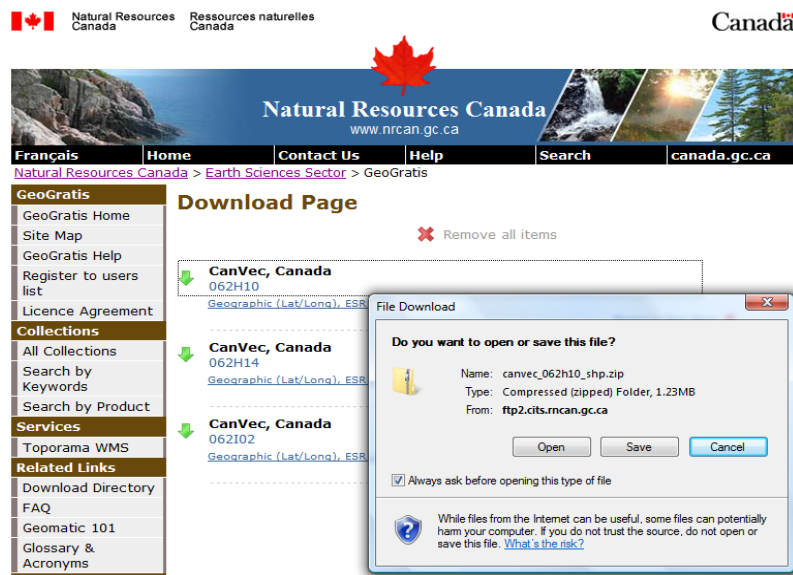 Natural Resources Ressources naturelles
Canada Canada
Canada
Natural Resources Canada
www.nrcan.gc.ca
Français Home Contact Us Help Search canada.gc.ca
Natural Resources Canada > Earth Sciences Sector > GeoGratis
GeoGratis
GeoGratis Home
Site Map
GeoGratis Help
Register to users
list
Licence Agreement
Collections
All Collections
Search by
Keywords
Search by Product
Services
Toporama WMS
Related Links
Download Directory
FAQ
Geomatic 101
Glossary &
Acronyms
Download Page
Remove all items
CanVec, Canada
062H10
Geographic (Lat/Long), ESR
CanVec, Canada
062H14
Geographic (Lat/Long), ESR
CanVec, Canada
062I02
Geographic (Lat/Long), ESR
File Download
Do you want to open or save this file?
Name: canvec_062h10_shp.zip
Type: Compressed (zipped) Folder, 1.23MB
From: ftp2.cits.rncan.gc.ca
Open Save Cancel
Always ask before opening this type of file
While files from the Internet can be useful, some files can potentially
harm your computer. If you do not trust the source, do not open or
save this file. What's the risk?